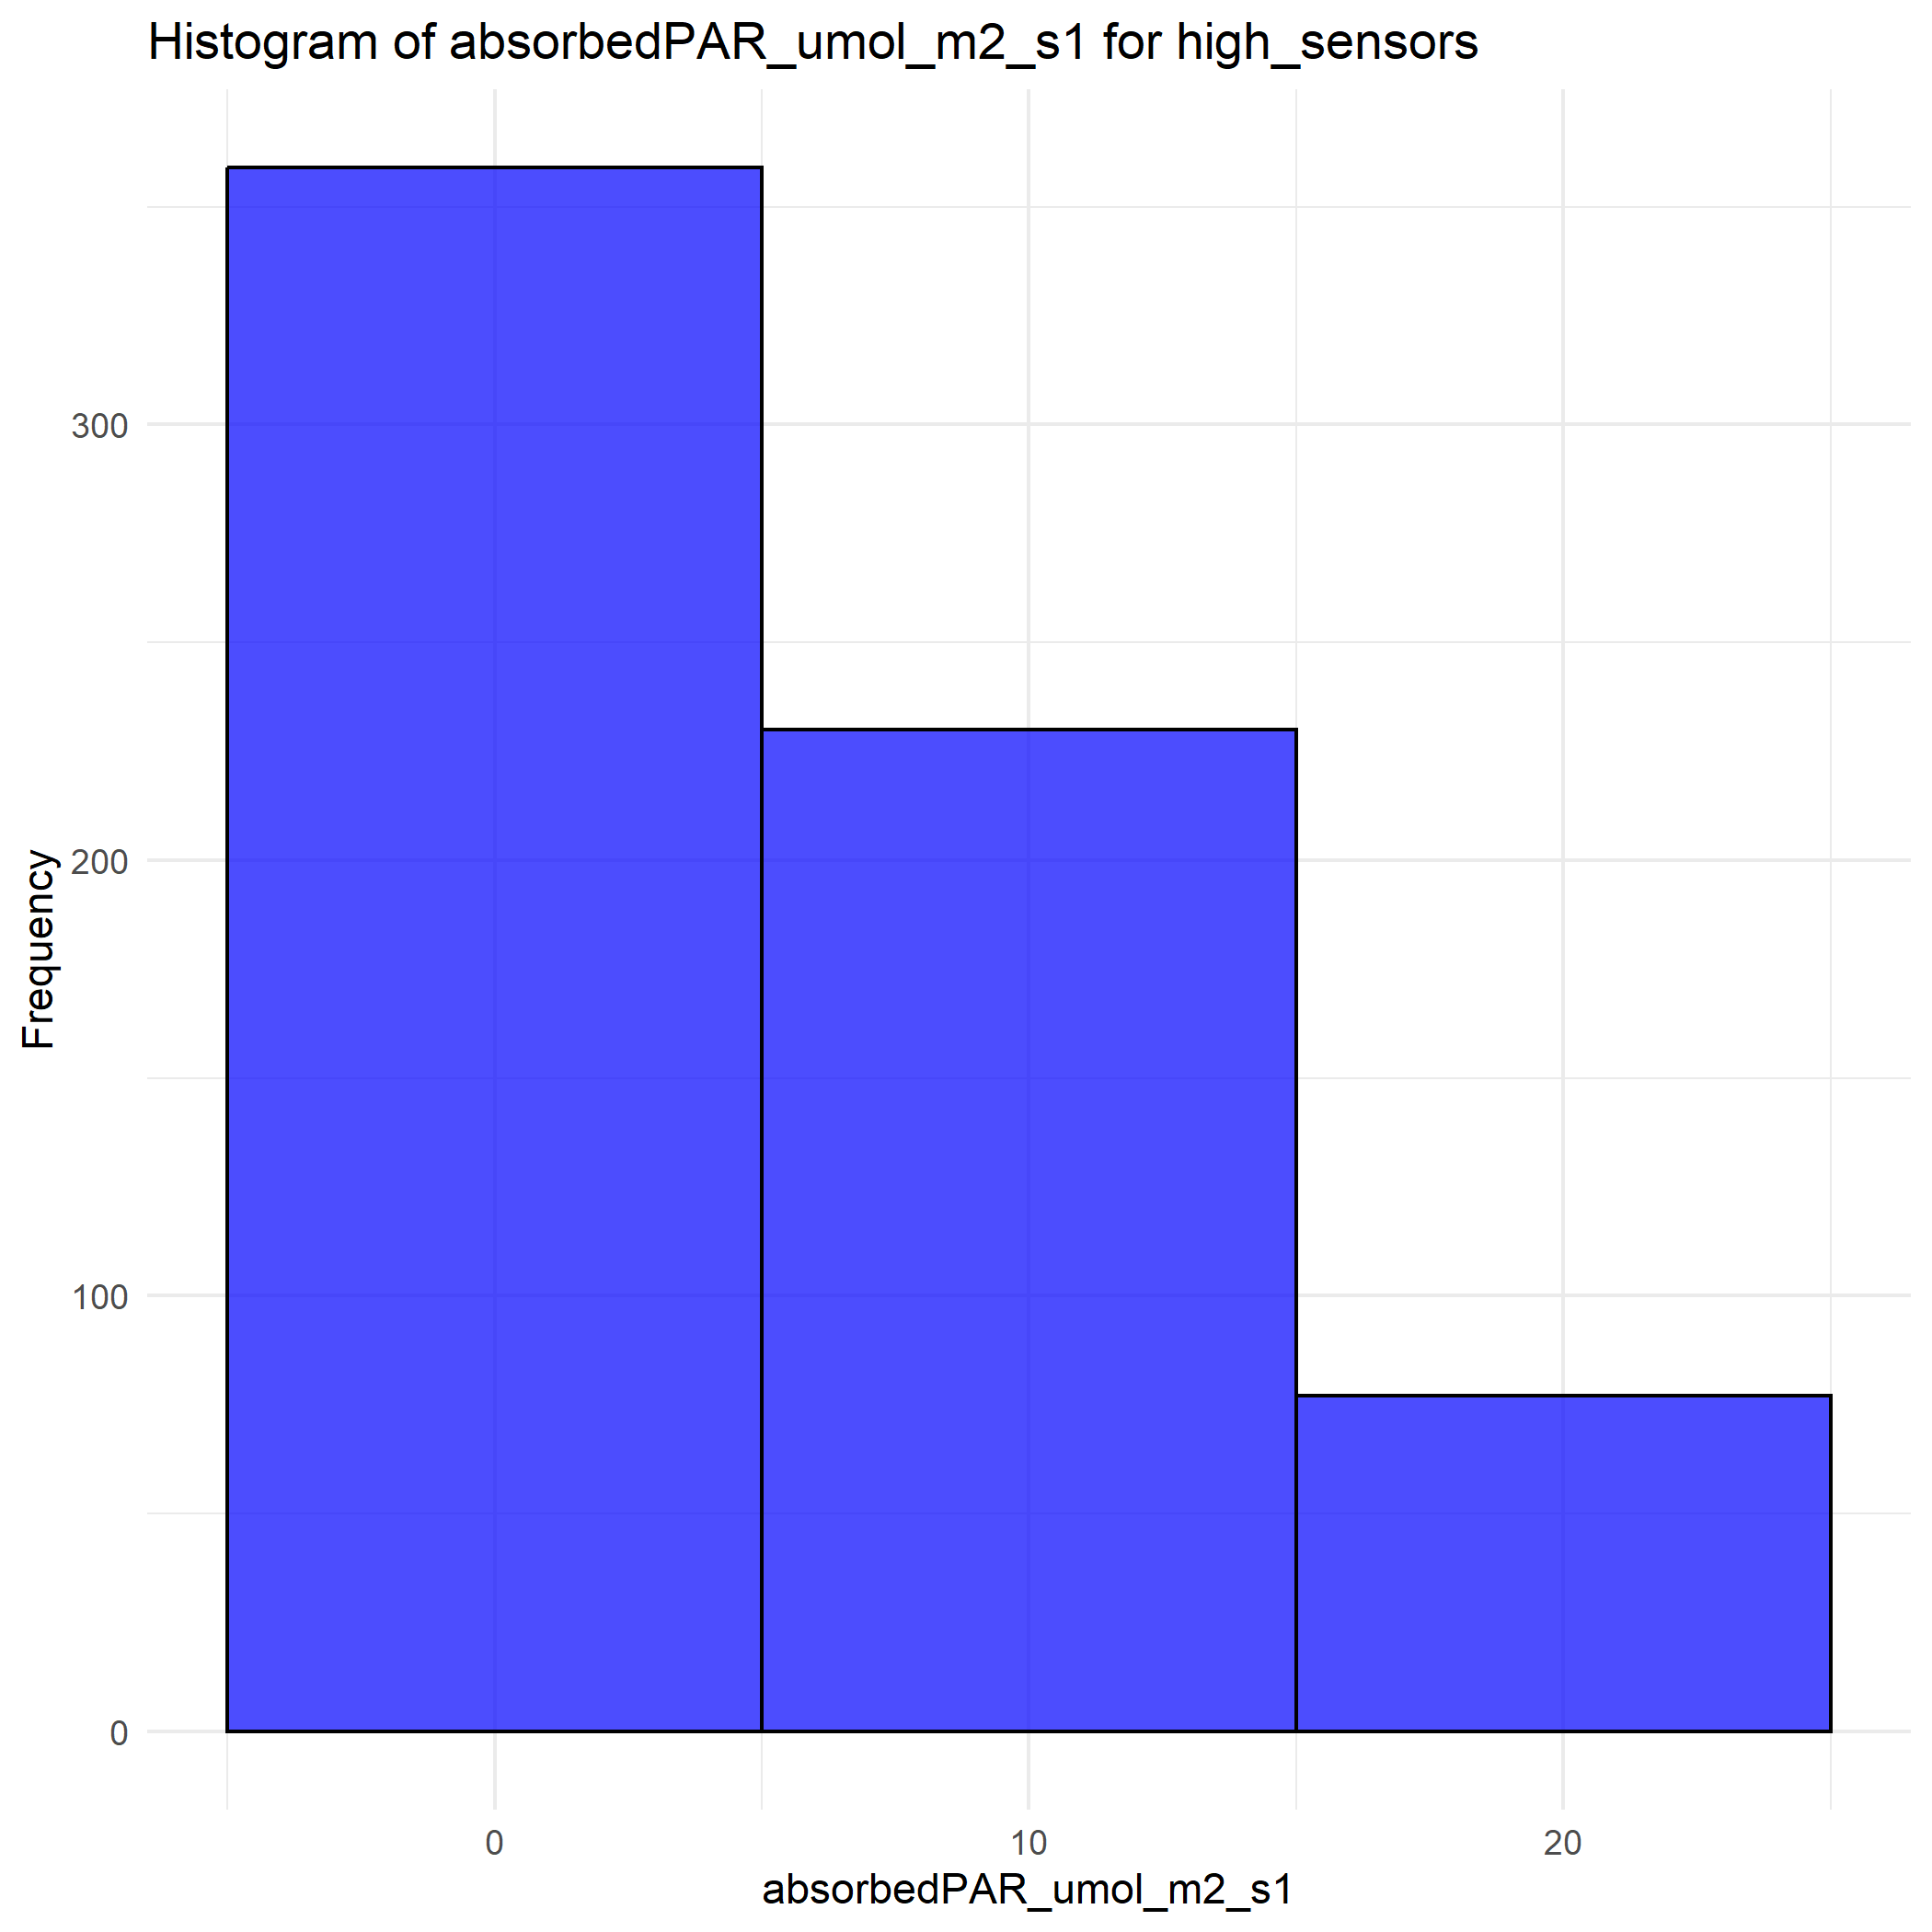 Histogram of absorbedPAR_umol_m2_s1 for high_sensors
Frequency
300
200
100
0
0
10
20
absorbedPAR_umol_m2_s1